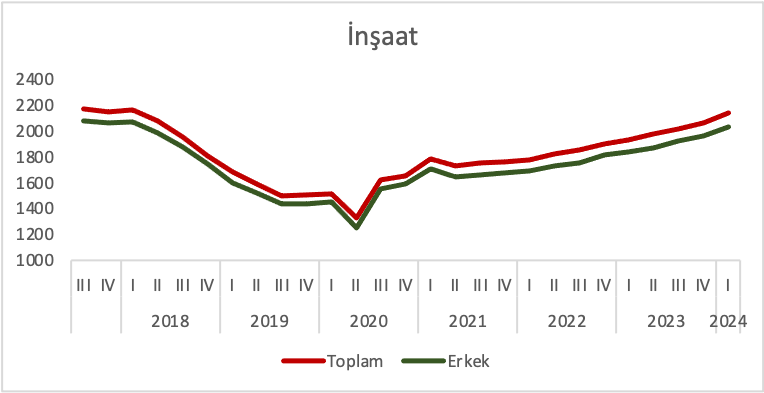 İnşaat
2400
2200
2000
1800
1600
1400
1200
1000
III IV I II III IV I II III IV I II III IV I II III IV I II III IV I II III IV I
2018 2019 2020 2021 2022 2023 2024
Toplam Erkek